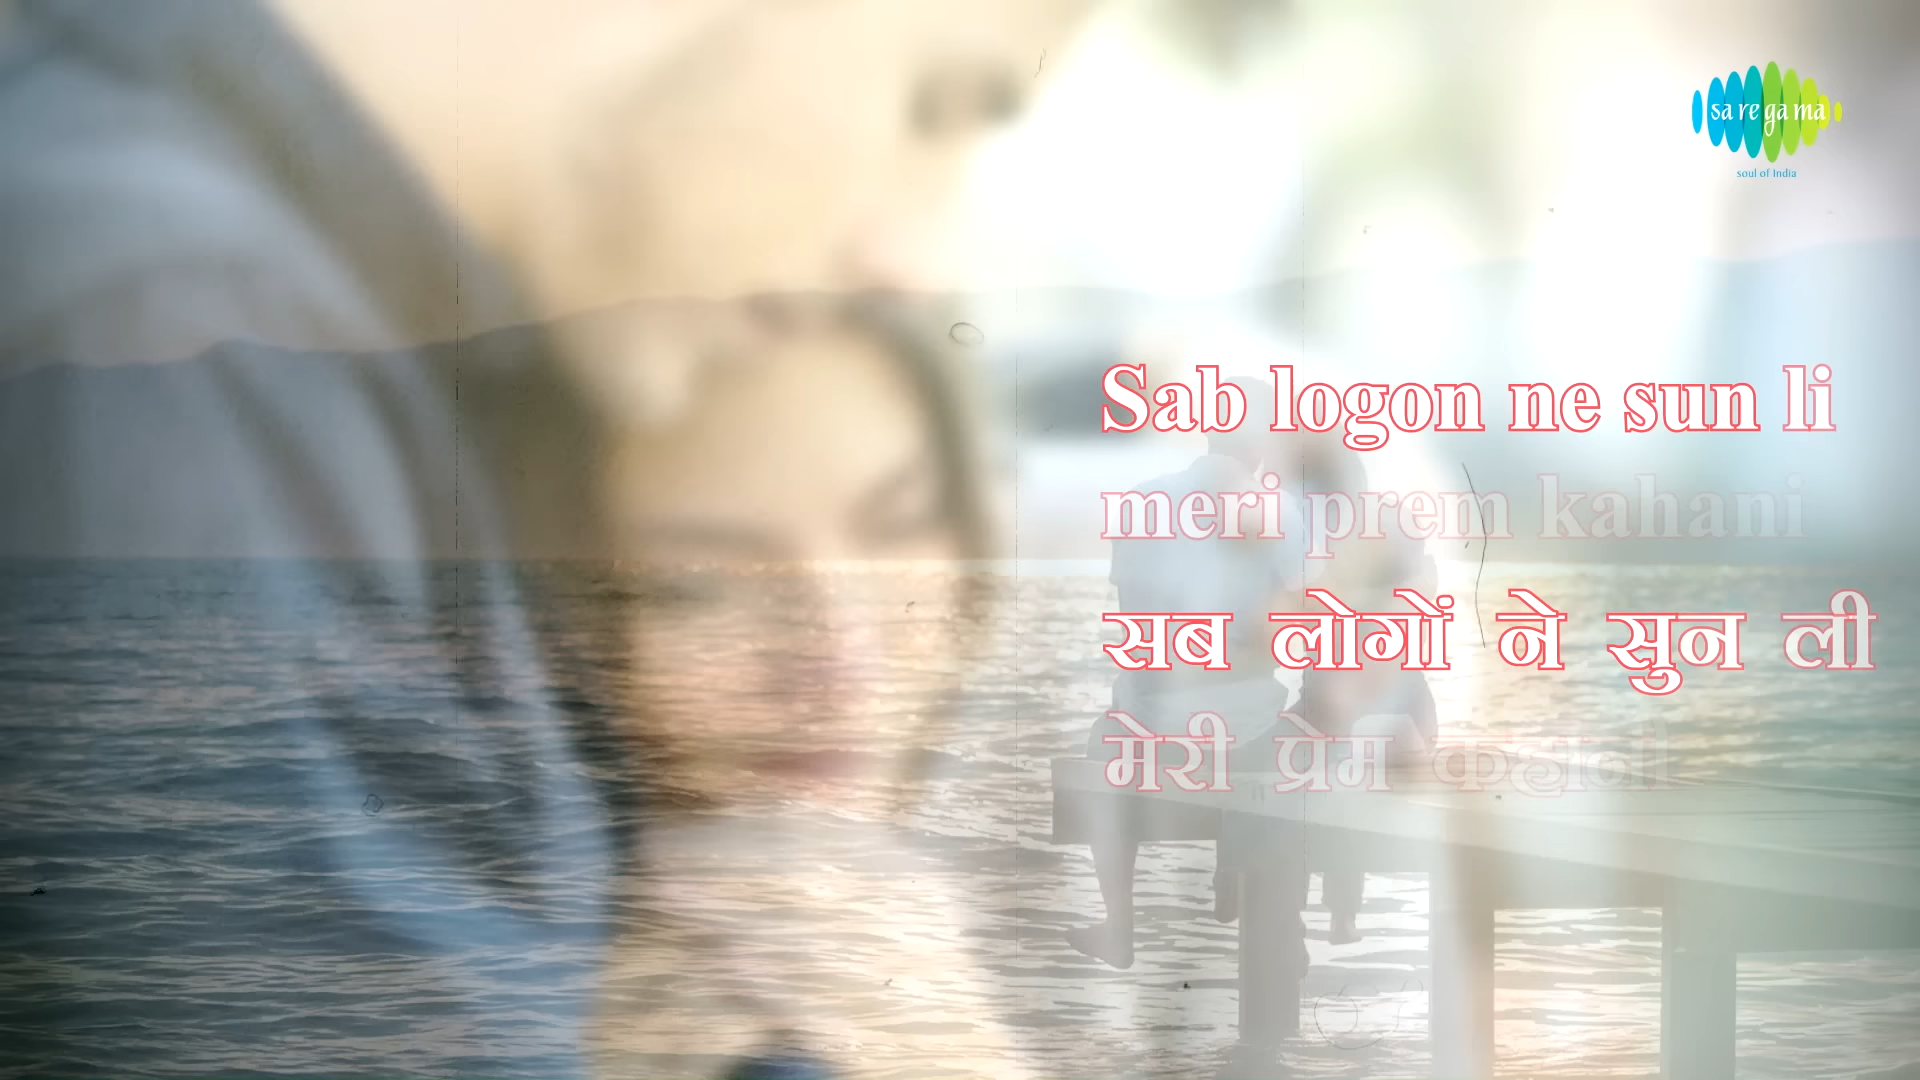 sa re ga ma
soul of India
Sab logon ne sun li
meri prem kahani
सब लोगों ने सुन ली
मेरी प्रेम कहानी